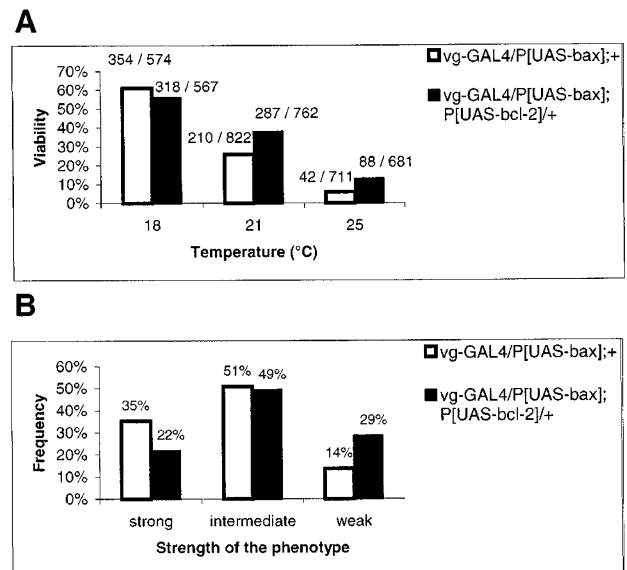 A
354 / 574
70%
60%
50%
40%
30%
20%
10%
0%
Viability
318 / 567
210 / 822
287 / 762
42 / 711
88 / 681
18
21
25
Temperature (°C)
vg-GAL4/P[UAS-bax];+
vg-GAL4/P[UAS-bax];
P[UAS-bcl-2]/+
B
60%
50%
40%
30%
20%
10%
0%
Frequency
35%
22%
51%
49%
14%
29%
strong
intermediate
weak
Strength of the phenotype
vg-GAL4/P[UAS-bax];+
vg-GAL4/P[UAS-bax];
P[UAS-bcl-2]/+